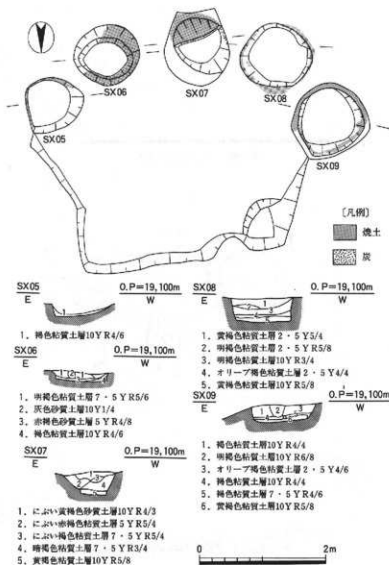 SX05
SX06
SX07
SX08
SX09
〔凡例〕
焼土
炭
SX05 O.P=19,100m
E W
1. 褐色粘質土層10YR4/6
SX06 O.P=19,100m
E W
1. 明褐色粘質土層7・5YR5/6
2. 灰色砂質土層10Y1/4
3. 赤褐色砂質土層5YR4/8
4. 褐色粘質土層10YR4/6
SX07 O.P=19,100m
E W
1. にぶい黄褐色砂質土層10YR4/3
2. にぶい赤褐色粘質土層5YR5/4
3. にぶい褐色粘質土層7・5YR5/4
4. 暗褐色粘質土層7・5YR3/4
5. 黄褐色粘質土層10YR5/8
SX08 O.P=19,100m
E W
1. 黄褐色粘質土層2・5Y5/4
2. 明褐色粘質土層2・5YR5/8
3. 明褐色粘質土層10YR3/4
4. オリーブ褐色粘質土層2・5Y4/4
5. 黄褐色粘質土層10YR5/8
SX09 O.P=19,100m
E W
1. 褐色粘質土層10YR4/4
2. 明褐色粘質土層10YR6/8
3. オリーブ褐色粘質土層2・5Y4/6
4. 褐色粘質土層10YR4/4
5. 褐色粘質土層7・5YR4/6
6. 黄褐色粘質土層10YR5/8
0 2m